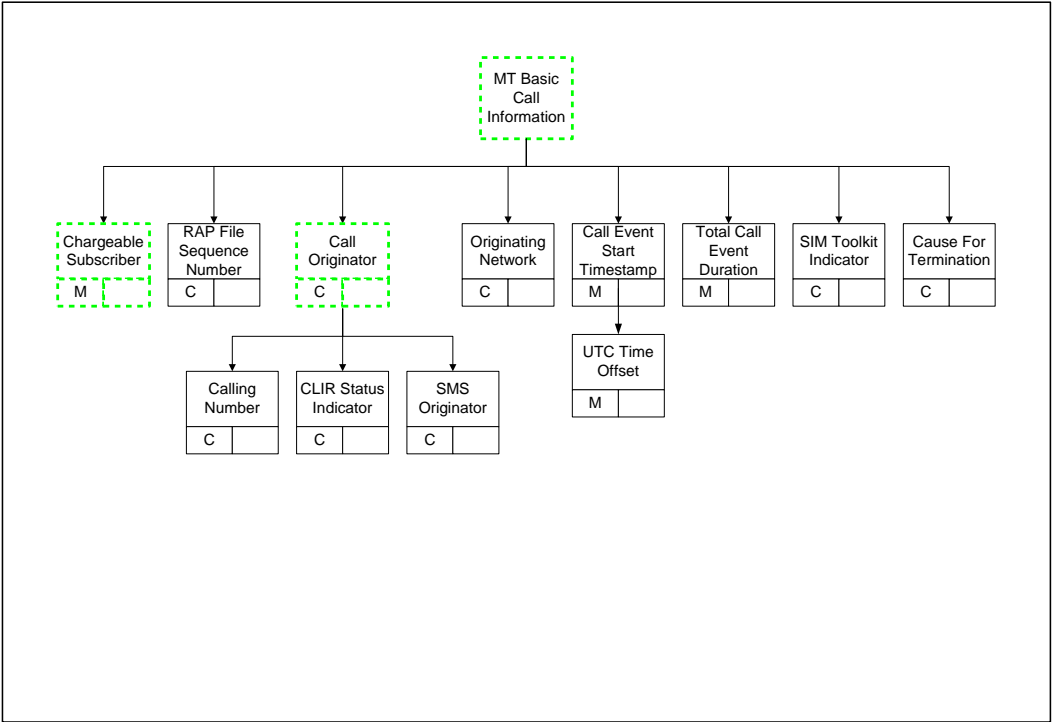 MT Basic
Call
Information
Chargeable
Subscriber
M
RAP File
Sequence
Number
C
Call
Originator
C
Originating
Network
C
Call Event
Start
Timestamp
M
Total Call
Event
Duration
M
SIM Toolkit
Indicator
C
Cause For
Termination
C
Calling
Number
C
CLIR Status
Indicator
C
SMS
Originator
C
UTC Time
Offset
M